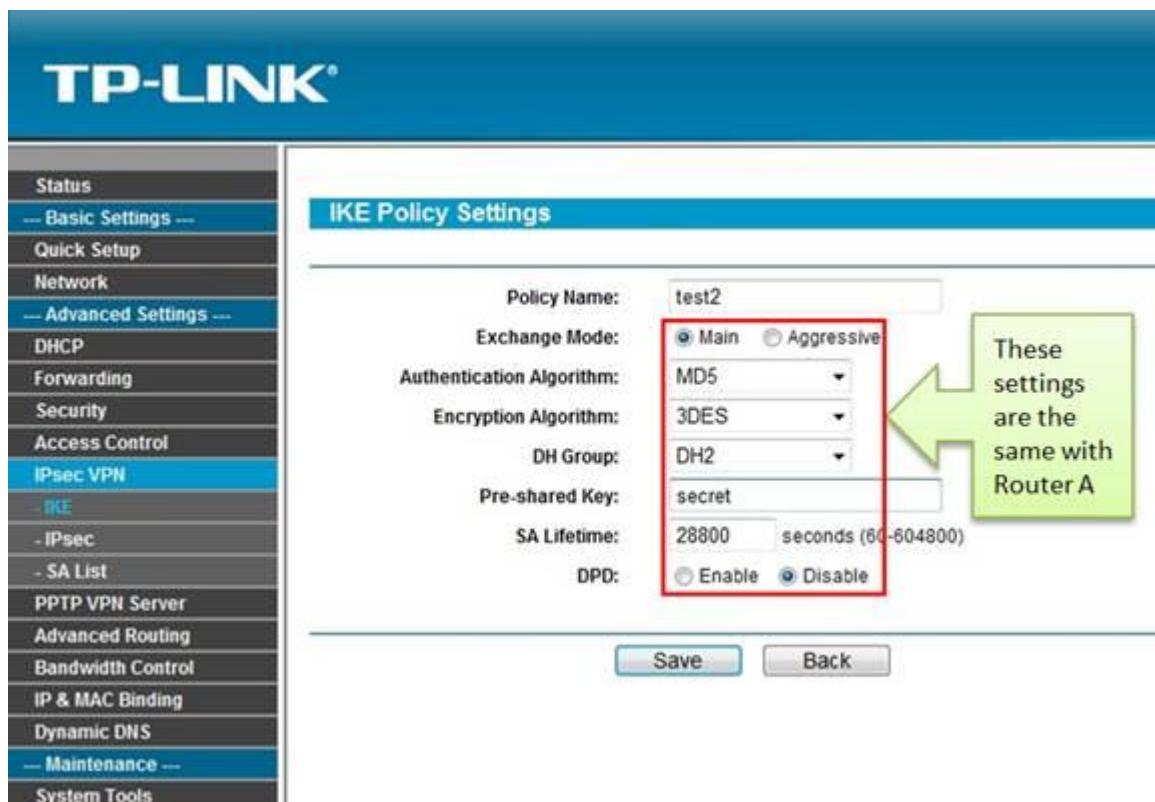 TP-LINK®
Status
--- Basic Settings ---
Quick Setup
Network
--- Advanced Settings ---
DHCP
Forwarding
Security
Access Control
IPsec VPN
- IKE
- IPsec
- SA List
PPTP VPN Server
Advanced Routing
Bandwidth Control
IP & MAC Binding
Dynamic DNS
--- Maintenance ---
System Tools
IKE Policy Settings
Policy Name: test2
Exchange Mode: Main Aggressive
Authentication Algorithm: MD5
Encryption Algorithm: 3DES
DH Group: DH2
Pre-shared Key: secret
SA Lifetime: 28800 seconds (60-604800)
DPD: Enable Disable
Save Back
These
settings
are the
same with
Router A